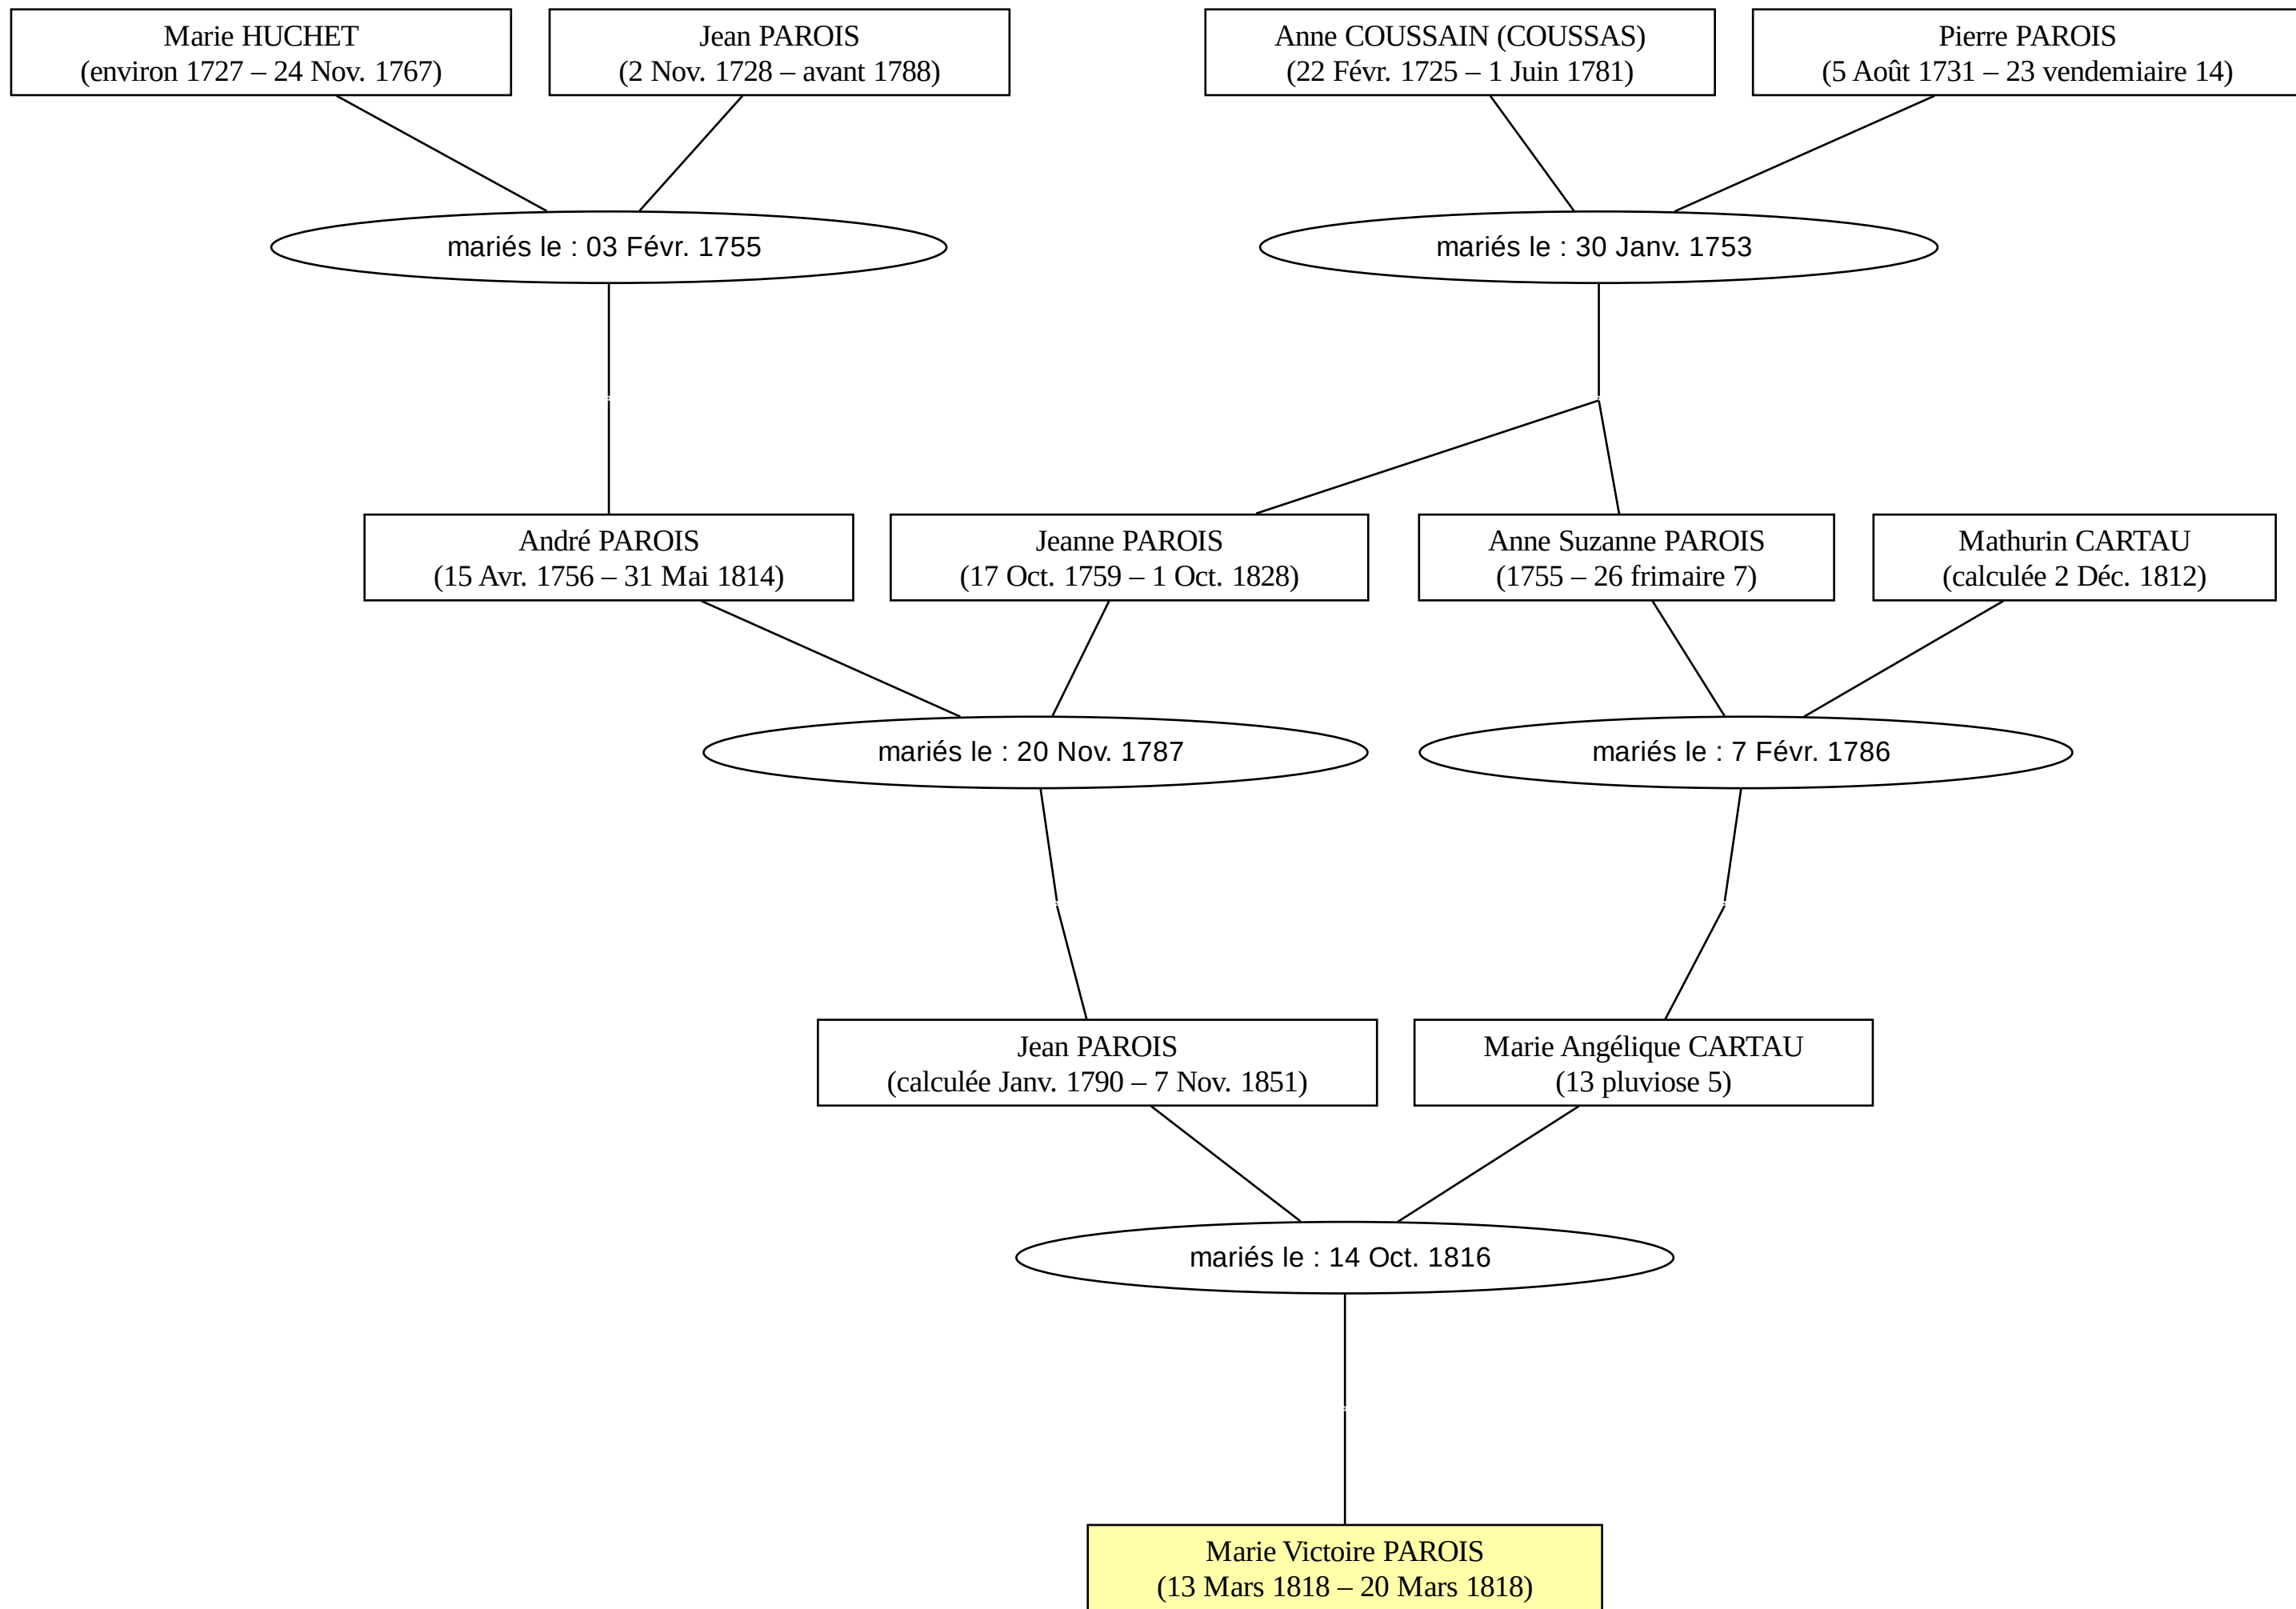 Marie HUCHET
(environ 1727 – 24 Nov. 1767)
Jean PAROIS
(2 Nov. 1728 – avant 1788)
Anne COUSSAIN (COUSSAS)
(22 Févr. 1725 – 1 Juin 1781)
Pierre PAROIS
(5 Août 1731 – 23 vendemiaire 14)
mariés le : 03 Févr. 1755
mariés le : 30 Janv. 1753
André PAROIS
(15 Avr. 1756 – 31 Mai 1814)
Jeanne PAROIS
(17 Oct. 1759 – 1 Oct. 1828)
Anne Suzanne PAROIS
(1755 – 26 frimaire 7)
Mathurin CARTAU
(calculée 2 Déc. 1812)
mariés le : 20 Nov. 1787
mariés le : 7 Févr. 1786
Jean PAROIS
(calculée Janv. 1790 – 7 Nov. 1851)
Marie Angélique CARTAU
(13 pluviose 5)
mariés le : 14 Oct. 1816
Marie Victoire PAROIS
(13 Mars 1818 – 20 Mars 1818)